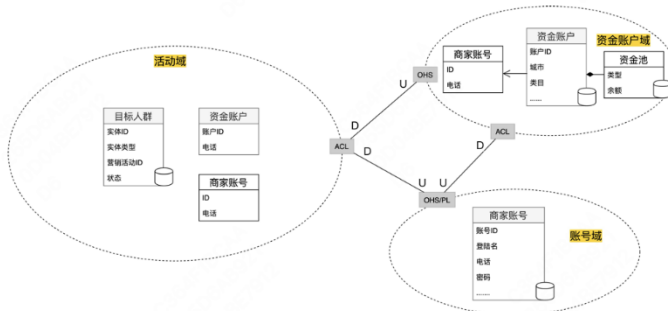 活动域
目标人群
实体ID
实体类型
营销活动ID
状态
资金账户
账户ID
电话
商家账号
ID
电话
ACL
D
D
U
OHS
U
U
OHS/PL
D
ACL
资金账户域
商家账号
ID
电话
资金账户
账户ID
城市
类目
......
资金池
类型
余额
账号域
商家账号
账号ID
登陆名
电话
密码
......